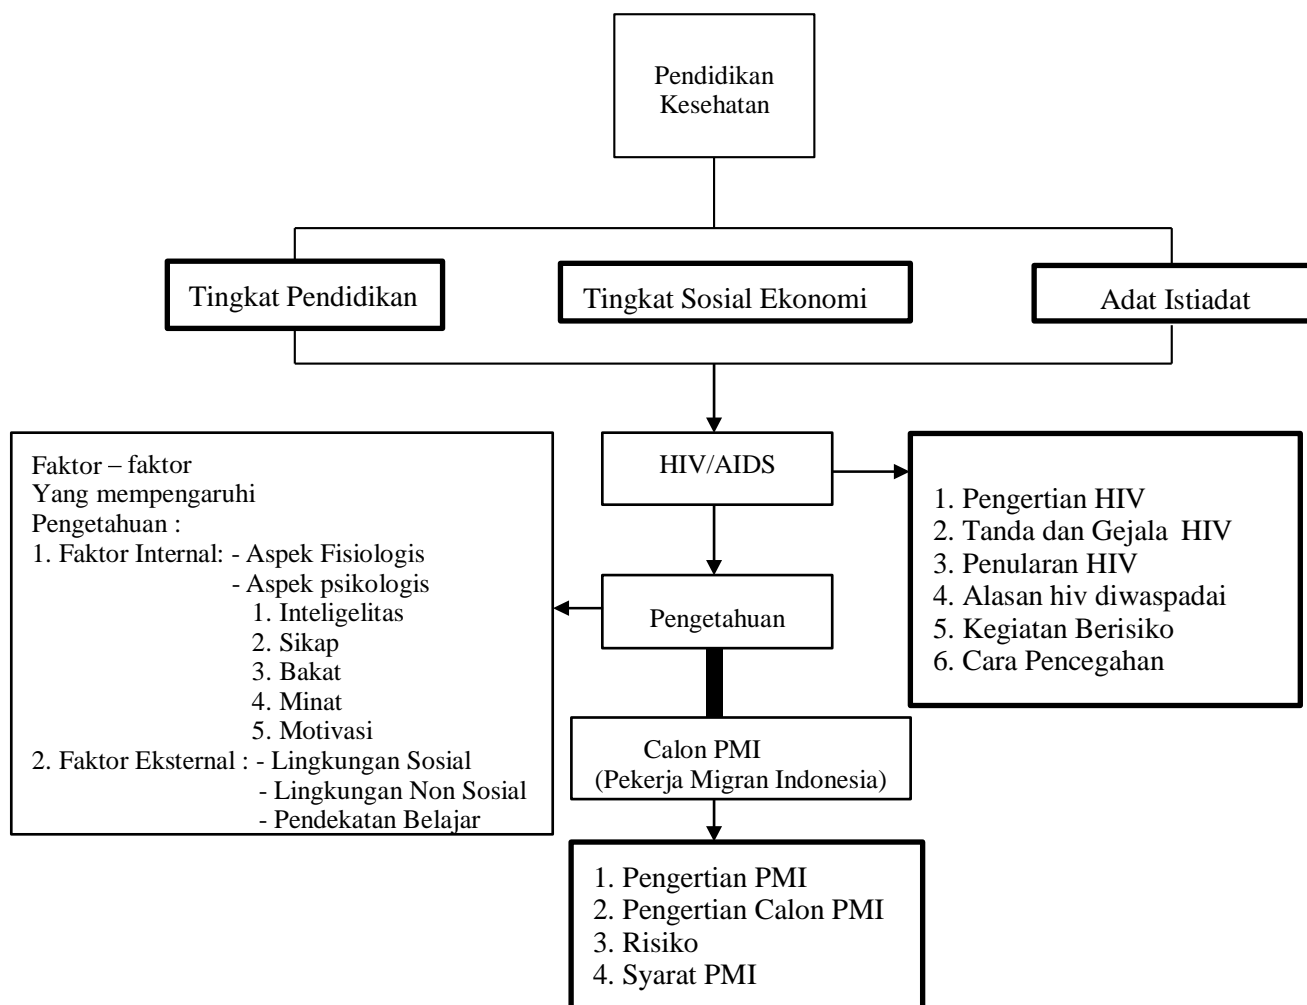 Pendidikan
Kesehatan
Tingkat Pendidikan
Tingkat Sosial Ekonomi
Adat Istiadat
Faktor – faktor
Yang mempengaruhi
Pengetahuan :
1. Faktor Internal: - Aspek Fisiologis
- Aspek psikologis
1. Inteligelitas
2. Sikap
3. Bakat
4. Minat
5. Motivasi
2. Faktor Eksternal : - Lingkungan Sosial
- Lingkungan Non Sosial
- Pendekatan Belajar
HIV/AIDS
1. Pengertian HIV
2. Tanda dan Gejala HIV
3. Penularan HIV
4. Alasan hiv diwaspadai
5. Kegiatan Berisiko
6. Cara Pencegahan
Pengetahuan
Calon PMI
(Pekerja Migran Indonesia)
1. Pengertian PMI
2. Pengertian Calon PMI
3. Risiko
4. Syarat PMI